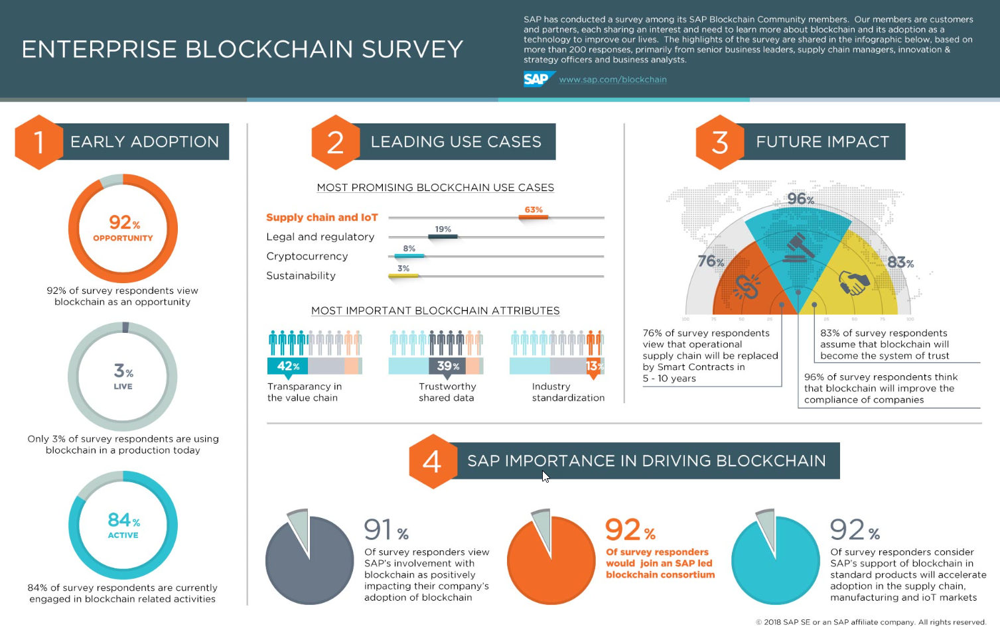 ENTERPRISE BLOCKCHAIN SURVEY
SAP has conducted a survey among its SAP Blockchain Community members. Our members are customers
and partners, each sharing an interest and need to learn more about blockchain and its adoption as a
technology to improve our lives. The highlights of the survey are shared in the infographic below, based on
more than 200 responses, primarily from senior business leaders, supply chain managers, innovation &
strategy officers and business analysts.
SAP
www.sap.com/blockchain
1
EARLY ADOPTION
92%
OPPORTUNITY
92% of survey respondents view
blockchain as an opportunity
3%
LIVE
Only 3% of survey respondents are using
blockchain in a production today
84%
ACTIVE
84% of survey respondents are currently
engaged in blockchain related activities
2
LEADING USE CASES
MOST PROMISING BLOCKCHAIN USE CASES
Supply chain and IoT 63%
Legal and regulatory 19%
Cryptocurrency 8%
Sustainability 3%
MOST IMPORTANT BLOCKCHAIN ATTRIBUTES
42%
Transparancy in
the value chain
39%
Trustworthy
shared data
13%
Industry
standardization
3
FUTURE IMPACT
96%
76%
83%
100 75 50 25 25 50 75 100
76% of survey respondents
view that operational
supply chain will be replaced
by Smart Contracts in
5 - 10 years
83% of survey respondents
assume that blockchain will
become the system of trust
96% of survey respondents think
that blockchain will improve the
compliance of companies
4
SAP IMPORTANCE IN DRIVING BLOCKCHAIN
91%
Of survey responders view
SAP's involvement with
blockchain as positively
impacting their company's
adoption of blockchain
92%
Of survey responders
would join an SAP led
blockchain consortium
92%
Of survey responders consider
SAP's support of blockchain in
standard products will accelerate
adoption in the supply chain,
manufacturing and ioT markets
© 2018 SAP SE or an SAP affiliate company. All rights reserved.